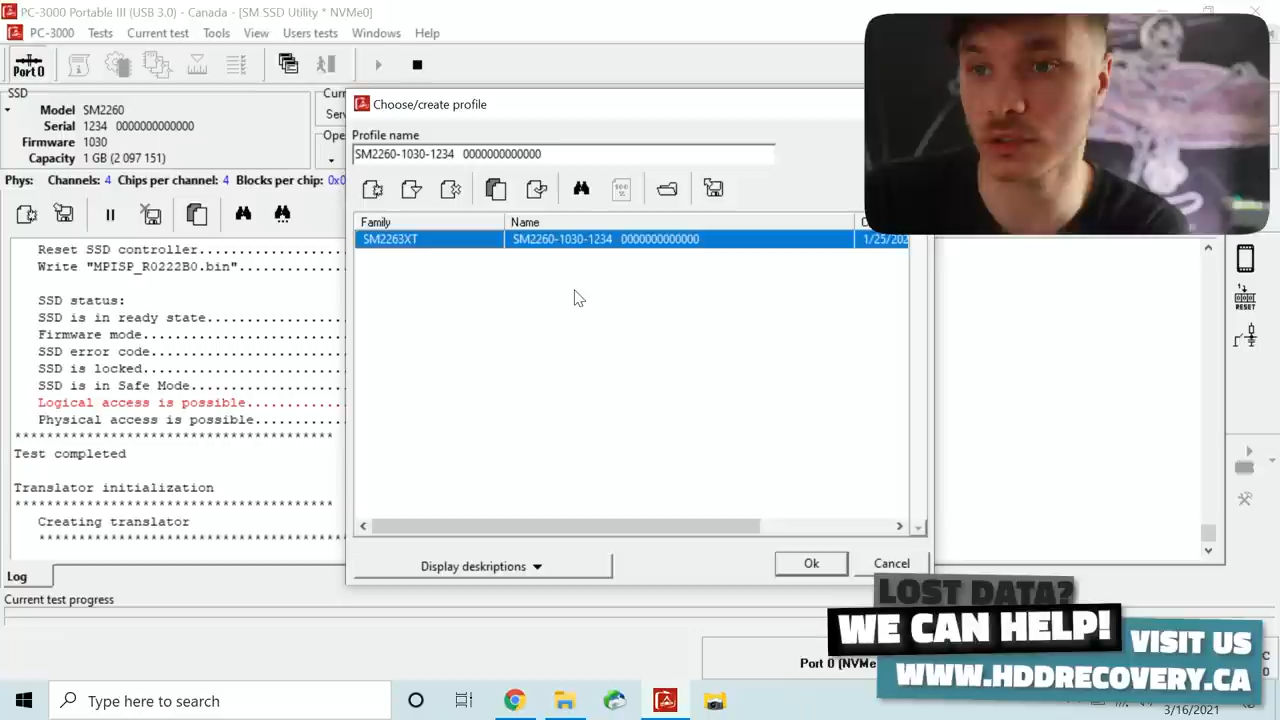 PC-3000 Portable III (USB 3.0) - Canada - [SM SSD Utility * NVMe0]
PC-3000 Tests Current test Tools View Users tests Windows Help
Port 0
SSD
Model SM2260
Serial 1234 0000000000000
Firmware 1030
Capacity 1 GB (2 097 151)
Phys: Channels: 4 Chips per channel: 4 Blocks per chip: 0x0
Choose/create profile
Profile name
SM2260-1030-1234 0000000000000
Family Name
SM2263XT SM2260-1030-1234 0000000000000 1/25/202
Reset SSD controller
Write "MPISP_R0222B0.bin"
SSD status:
SSD is in ready state
Firmware mode
SSD error code
SSD is locked
SSD is in Safe Mode
Logical access is possible
Physical access is possible
****************************************
Test completed
Translator initialization
****************************************
Creating translator
****************************************
RESET
Display deskriptions Ok Cancel
Log
Current test progress
Port 0 (NVMe
LOST DATA?
WE CAN HELP!
VISIT US
WWW.HDDRECOVERY.CA
Type here to search
3/16/2021